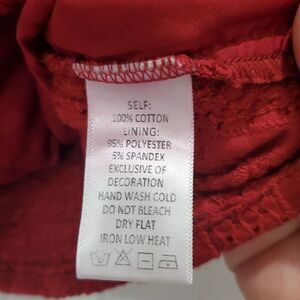 SELF:
100% COTTON
LINING:
95% POLYESTER
5% SPANDEX
EXCLUSIVE OF
DECORATION
HAND WASH COLD
DO NOT BLEACH
DRY FLAT
IRON LOW HEAT